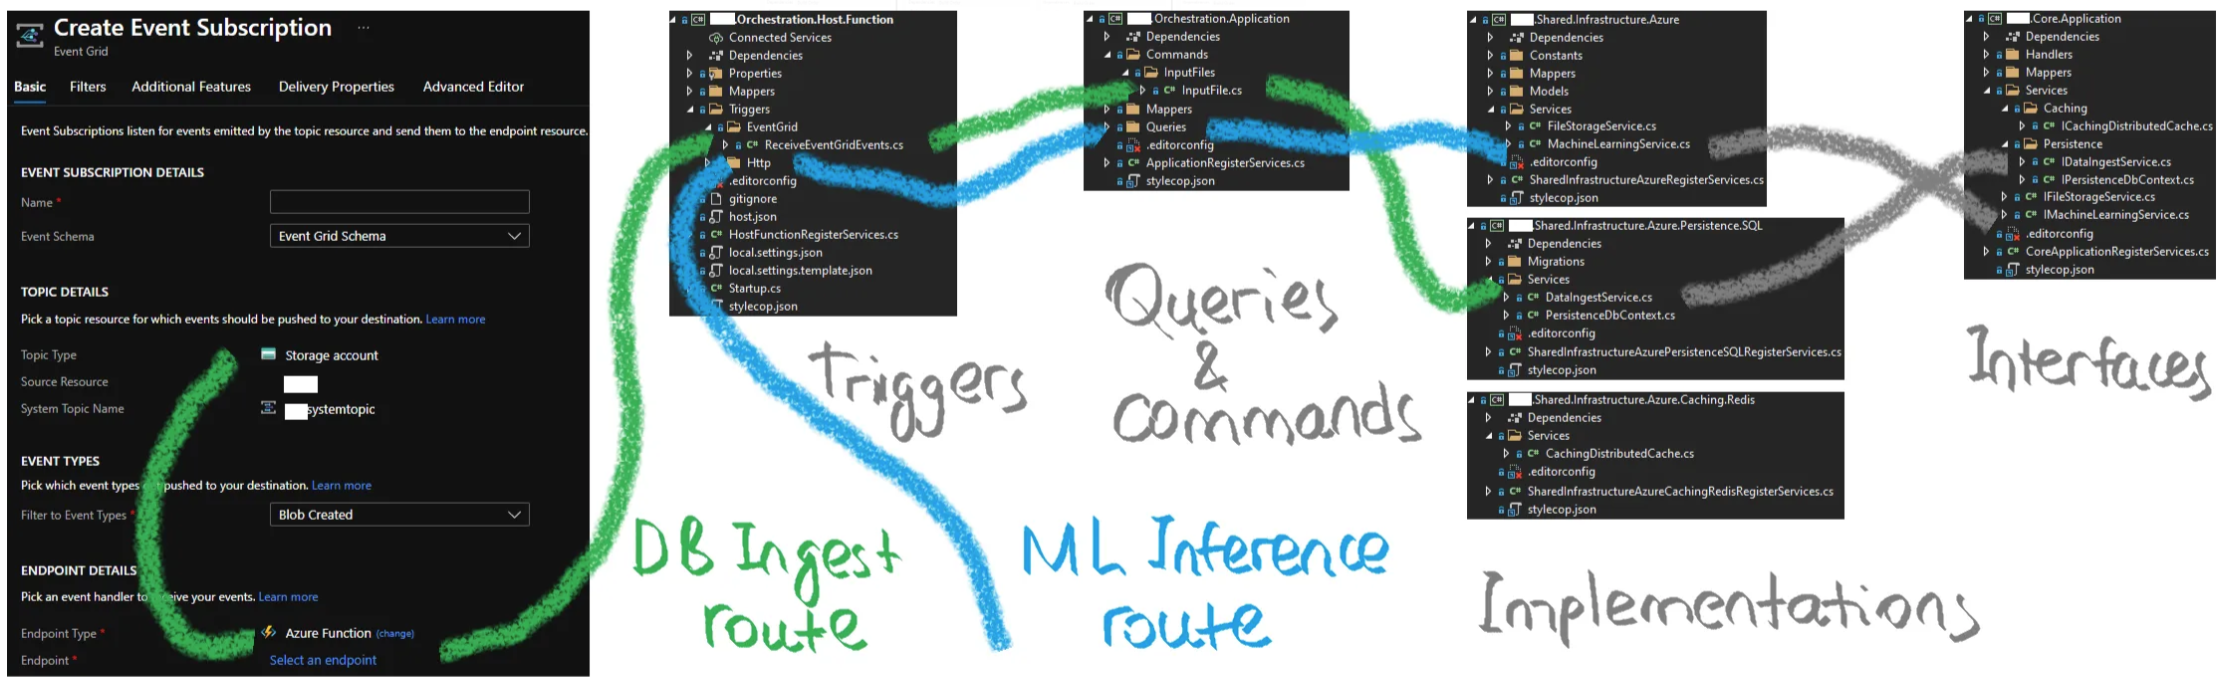 Create Event Subscription ...
Event Grid
Basic Filters Additional Features Delivery Properties Advanced Editor
Event Subscriptions listen for events emitted by the topic resource and send them to the endpoint resource.
EVENT SUBSCRIPTION DETAILS
Name *
Event Schema Event Grid Schema
TOPIC DETAILS
Pick a topic resource for which events should be pushed to your destination. Learn more
Topic Type Storage account
Source Resource
System Topic Name systemtopic
EVENT TYPES
Pick which event types pushed to your destination. Learn more
Filter to Event Types * Blob Created
ENDPOINT DETAILS
Pick an event handler to ive your events. Learn more
Endpoint Type * Azure Function (change)
Endpoint * Select an endpoint
.Orchestration.Host.Function
Connected Services
Dependencies
Properties
Mappers
Triggers
EventGrid
C# ReceiveEventGridEvents.cs
Http
.editorconfig
gitignore
host.json
C# HostFunctionRegisterServices.cs
local.settings.json
local.settings.template.json
C# Startup.cs
stylecop.json
.Orchestration.Application
Dependencies
Commands
InputFiles
C# InputFile.cs
Mappers
Queries
.editorconfig
C# ApplicationRegisterServices.cs
stylecop.json
.Shared.Infrastructure.Azure
Dependencies
Constants
Mappers
Models
Services
C# FileStorageService.cs
C# MachineLearningService.cs
.editorconfig
C# SharedInfrastructureAzureRegisterServices.cs
stylecop.json
.Shared.Infrastructure.Azure.Persistence.SQL
Dependencies
Migrations
Services
C# DataIngestService.cs
C# PersistenceDbContext.cs
.editorconfig
C# SharedInfrastructureAzurePersistenceSQLRegisterServices.cs
stylecop.json
.Shared.Infrastructure.Azure.Caching.Redis
Dependencies
Services
C# CachingDistributedCache.cs
.editorconfig
C# SharedInfrastructureAzureCachingRedisRegisterServices.cs
stylecop.json
.Core.Application
Dependencies
Handlers
Mappers
Services
Caching
C# ICachingDistributedCache.cs
Persistence
C# IDataIngestService.cs
C# IPersistenceDbContext.cs
C# IFileStorageService.cs
C# IMachineLearningService.cs
.editorconfig
C# CoreApplicationRegisterServices.cs
stylecop.json
Triggers
Queries
&
commands
Interfaces
DB Ingest
route
ML Inference
route
Implementations